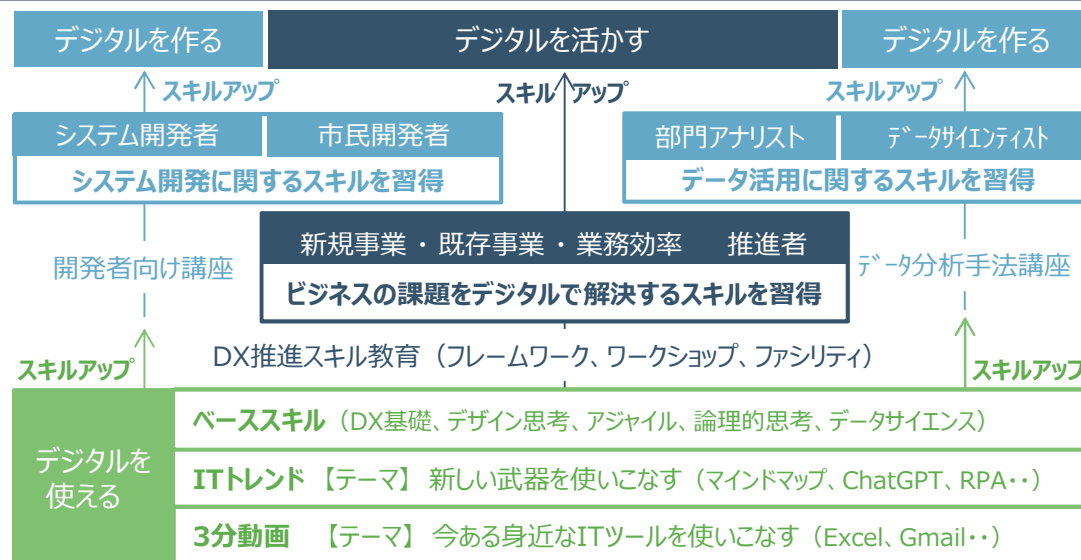 デジタルを作る
デジタルを活かす
デジタルを作る
スキルアップ
スキルアップ
スキルアップ
システム開発者
市民開発者
システム開発に関するスキルを習得
部門アナリスト
データサイエンティスト
データ活用に関するスキルを習得
新規事業・既存事業・業務効率 推進者
ビジネスの課題をデジタルで解決するスキルを習得
開発者向け講座
データ分析手法講座
DX推進スキル教育（フレームワーク、ワークショップ、ファシリティ）
スキルアップ
スキルアップ
デジタルを
使える
ベーススキル（DX基礎、デザイン思考、アジャイル、論理的思考、データサイエンス）
ITトレンド 【テーマ】 新しい武器を使いこなす（マインドマップ、ChatGPT、RPA・・）
3分動画 【テーマ】 今ある身近なITツールを使いこなす（Excel、Gmail・・）